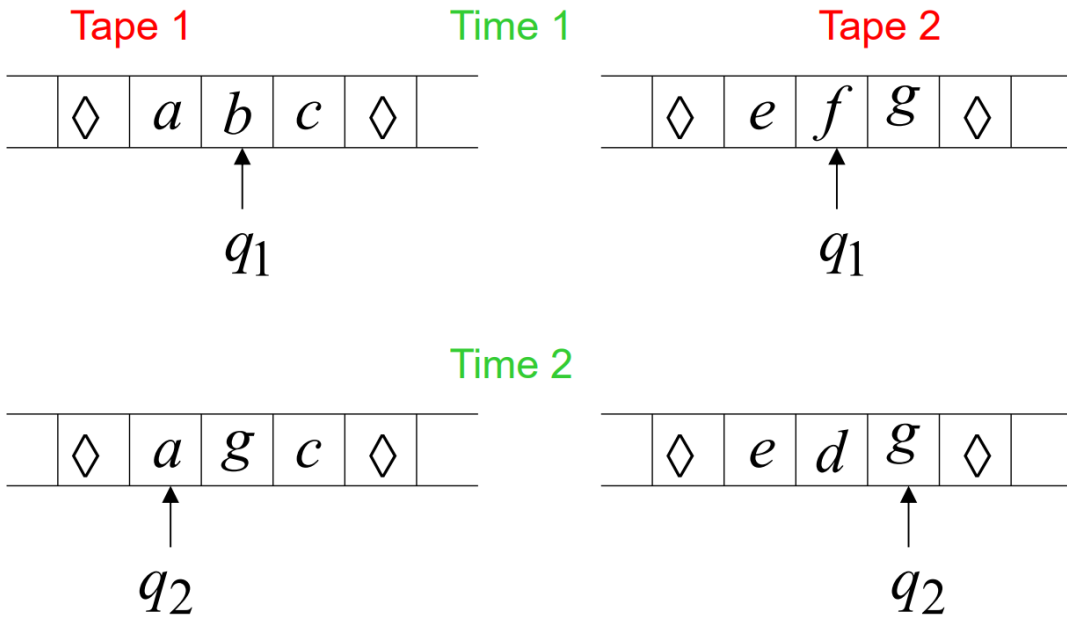 Tape 1 Time 1 Tape 2
◊ a b c ◊ ◊ e f g ◊
q₁ q₁
Time 2
◊ a g c ◊ ◊ e d g ◊
q₂ q₂